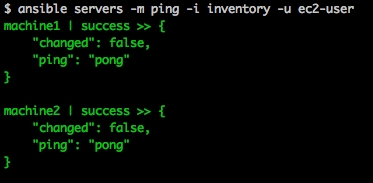 $ ansible servers -m ping -i inventory -u ec2-user
machine1 | success >> {
    "changed": false,
    "ping": "pong"
}
machine2 | success >> {
    "changed": false,
    "ping": "pong"
}